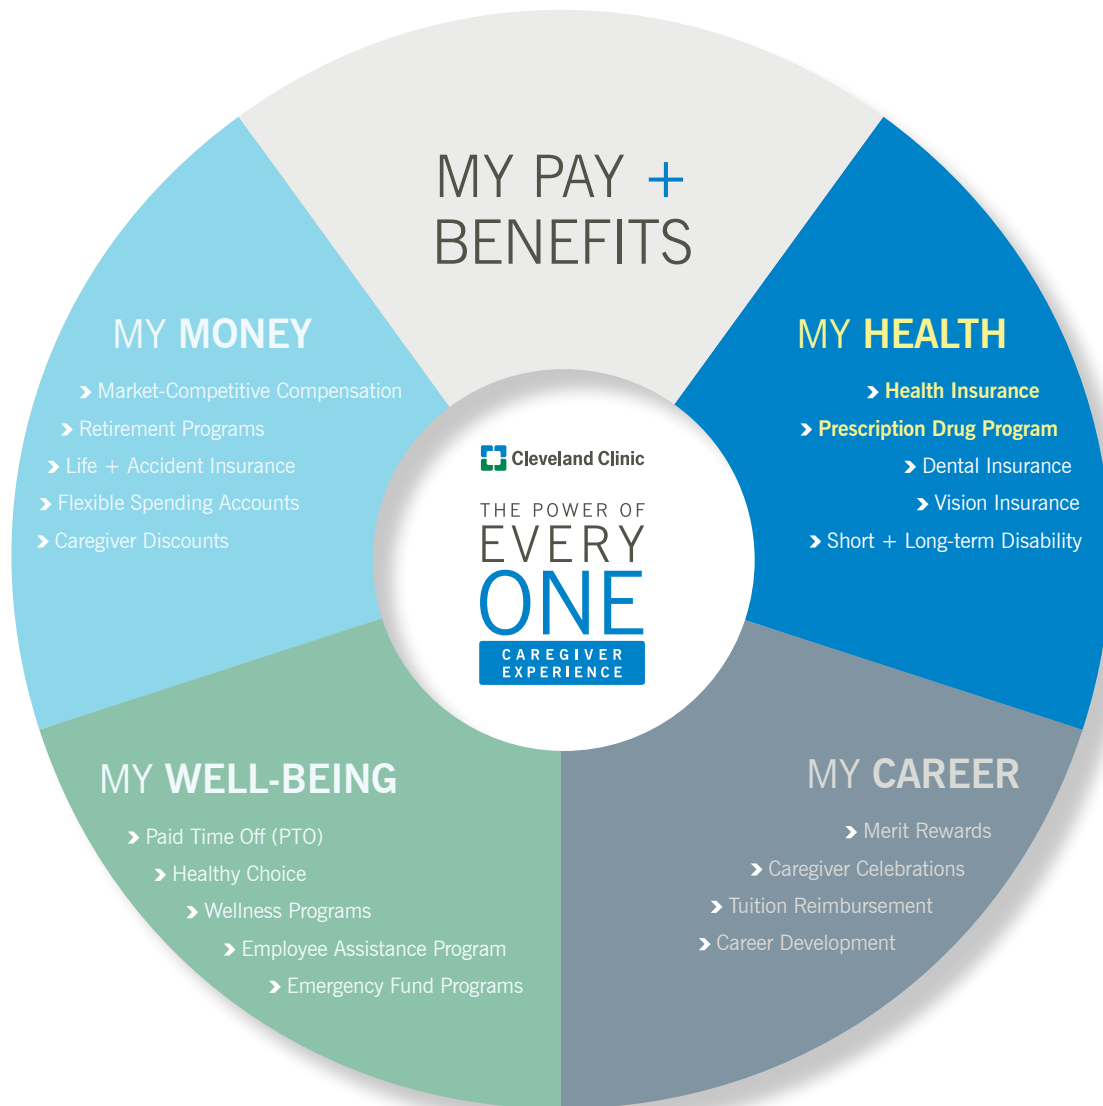 MY PAY +
BENEFITS
MY MONEY
› Market-Competitive Compensation
› Retirement Programs
› Life + Accident Insurance
› Flexible Spending Accounts
› Caregiver Discounts
MY HEALTH
› Health Insurance
› Prescription Drug Program
› Dental Insurance
› Vision Insurance
› Short + Long-term Disability
Cleveland Clinic
THE POWER OF
EVERY
ONE
CAREGIVER
EXPERIENCE
MY WELL-BEING
› Paid Time Off (PTO)
› Healthy Choice
› Wellness Programs
› Employee Assistance Program
› Emergency Fund Programs
MY CAREER
› Merit Rewards
› Caregiver Celebrations
› Tuition Reimbursement
› Career Development